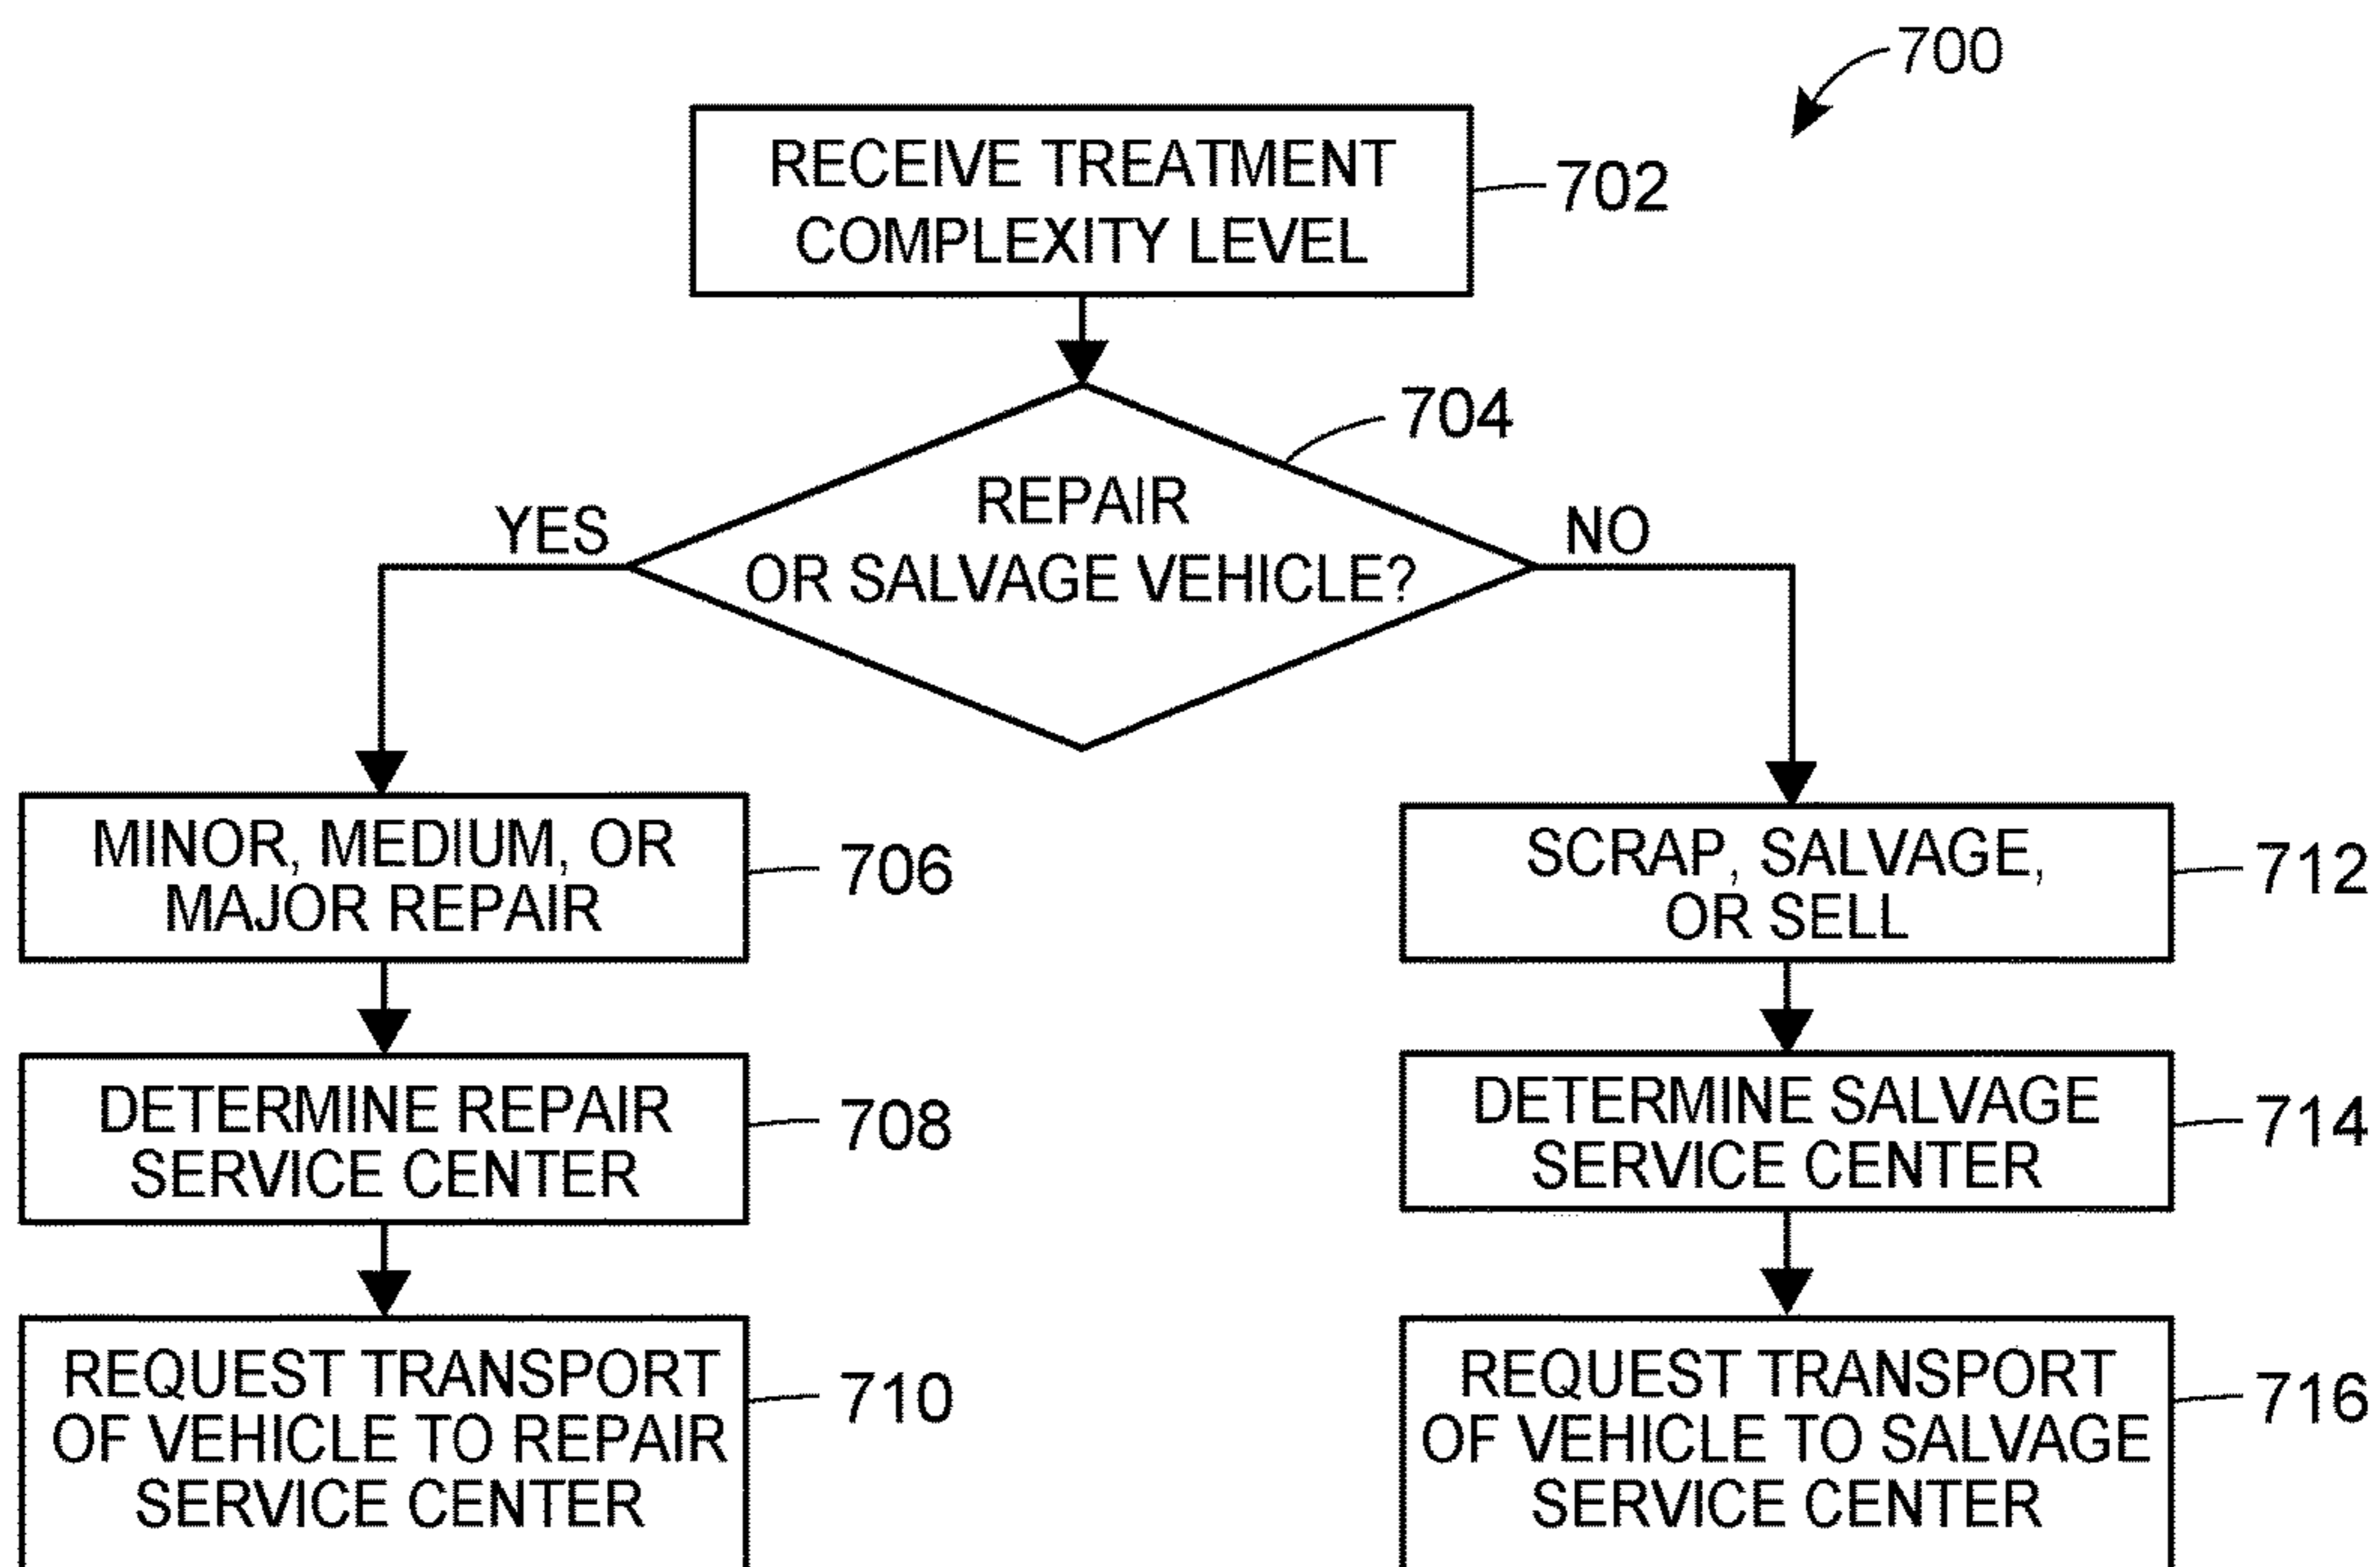 700
RECEIVE TREATMENT
COMPLEXITY LEVEL
702
704
REPAIR
OR SALVAGE VEHICLE?
YES
NO
MINOR, MEDIUM, OR
MAJOR REPAIR
706
SCRAP, SALVAGE,
OR SELL
712
DETERMINE REPAIR
SERVICE CENTER
708
DETERMINE SALVAGE
SERVICE CENTER
714
REQUEST TRANSPORT
OF VEHICLE TO REPAIR
SERVICE CENTER
710
REQUEST TRANSPORT
OF VEHICLE TO SALVAGE
SERVICE CENTER
716